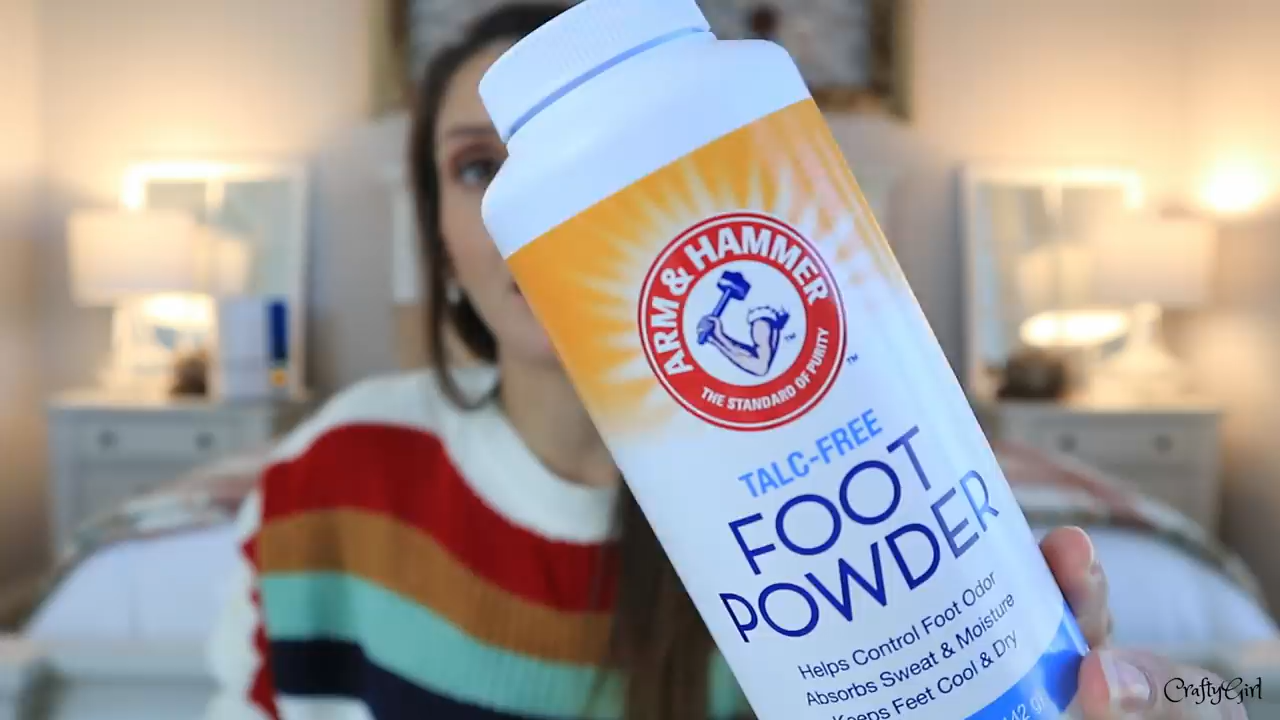 ARM & HAMMER
THE STANDARD OF PURITY
TALC-FREE
FOOT
POWDER
Helps Control Foot Odor
Absorbs Sweat & Moisture
Keeps Feet Cool & Dry
CraftyGirl